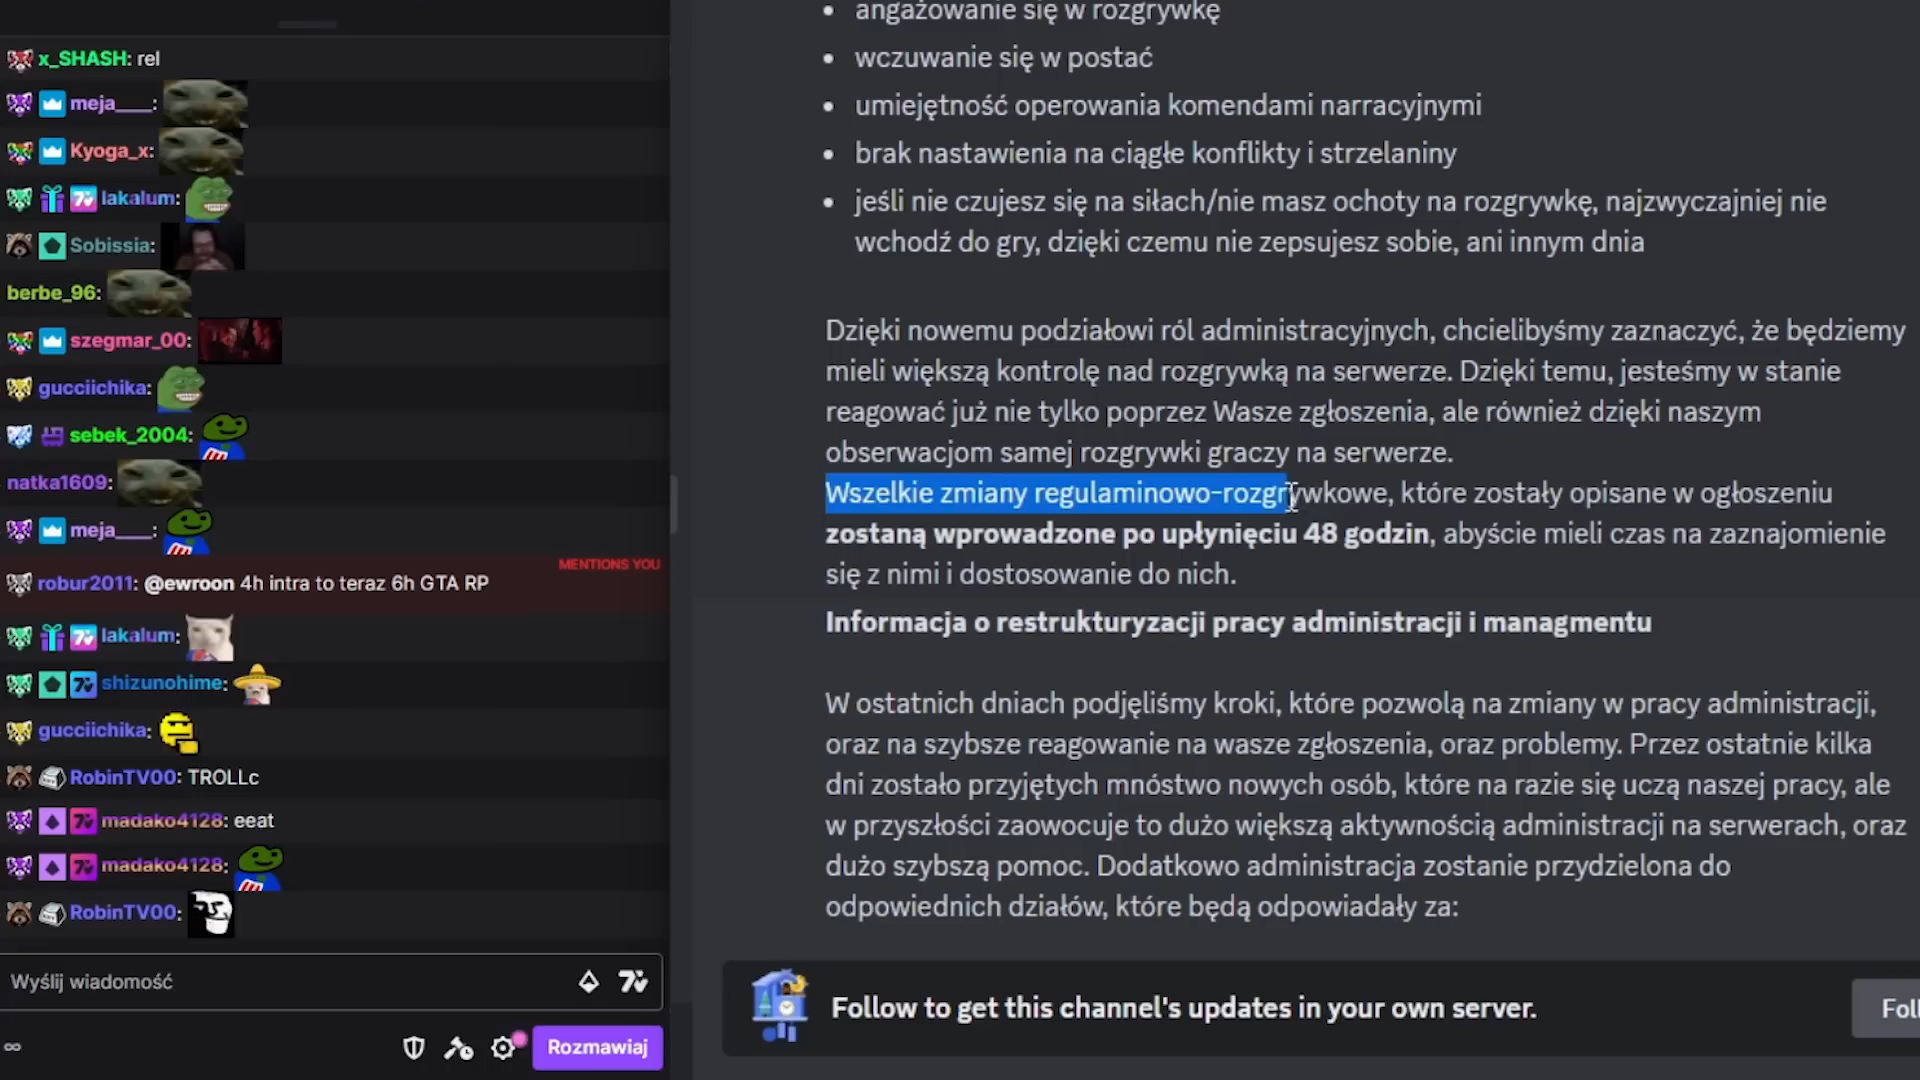 x_SHASH: rel
meja___:
Kyoga_x:
lakalum:
Sobissia:
berbe_96:
szegmar_00:
gucciichika:
sebek_2004:
natka1609:
meja___:
MENTIONS YOU
robur2011: @ewroon 4h intra to teraz 6h GTA RP
lakalum:
shizunohime:
gucciichika:
RobinTV00: TROLLc
madako4128: eeat
madako4128:
RobinTV00:
Wyślij wiadomość
Rozmawiaj
• angażowanie się w rozgrywkę
• wczuwanie się w postać
• umiejętność operowania komendami narracyjnymi
• brak nastawienia na ciągłe konflikty i strzelaniny
• jeśli nie czujesz się na siłach/nie masz ochoty na rozgrywkę, najzwyczajniej nie
wchodź do gry, dzięki czemu nie zepsujesz sobie, ani innym dnia
Dzięki nowemu podziałowi ról administracyjnych, chcielibyśmy zaznaczyć, że będziemy
mieli większą kontrolę nad rozgrywką na serwerze. Dzięki temu, jesteśmy w stanie
reagować już nie tylko poprzez Wasze zgłoszenia, ale również dzięki naszym
obserwacjom samej rozgrywki graczy na serwerze.
Wszelkie zmiany regulaminowo-rozgrywkowe, które zostały opisane w ogłoszeniu
zostaną wprowadzone po upłynięciu 48 godzin, abyście mieli czas na zaznajomienie
się z nimi i dostosowanie do nich.
Informacja o restrukturyzacji pracy administracji i managmentu
W ostatnich dniach podjęliśmy kroki, które pozwolą na zmiany w pracy administracji,
oraz na szybsze reagowanie na wasze zgłoszenia, oraz problemy. Przez ostatnie kilka
dni zostało przyjętych mnóstwo nowych osób, które na razie się uczą naszej pracy, ale
w przyszłości zaowocuje to dużo większą aktywnością administracji na serwerach, oraz
dużo szybszą pomoc. Dodatkowo administracja zostanie przydzielona do
odpowiednich działów, które będą odpowiadały za:
Follow to get this channel's updates in your own server.
Foll